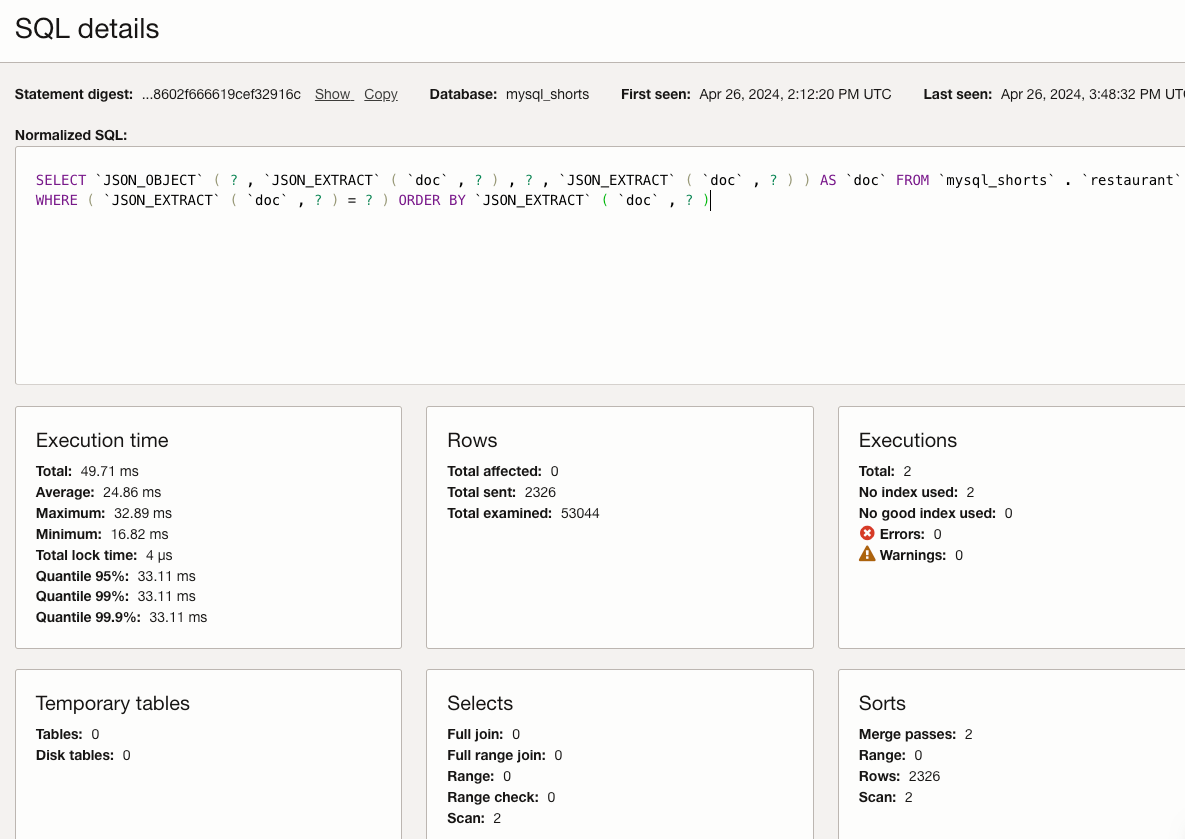 SQL details
Statement digest: ...8602f666619cef32916c Show Copy Database: mysql_shorts First seen: Apr 26, 2024, 2:12:20 PM UTC Last seen: Apr 26, 2024, 3:48:32 PM UTC
Normalized SQL:
SELECT `JSON_OBJECT` ( ? , `JSON_EXTRACT` ( `doc` , ? ) , ? , `JSON_EXTRACT` ( `doc` , ? ) ) AS `doc` FROM `mysql_shorts` . `restaurant`
WHERE ( `JSON_EXTRACT` ( `doc` , ? ) = ? ) ORDER BY `JSON_EXTRACT` ( `doc` , ? )
Execution time
Total: 49.71 ms
Average: 24.86 ms
Maximum: 32.89 ms
Minimum: 16.82 ms
Total lock time: 4 µs
Quantile 95%: 33.11 ms
Quantile 99%: 33.11 ms
Quantile 99.9%: 33.11 ms
Rows
Total affected: 0
Total sent: 2326
Total examined: 53044
Executions
Total: 2
No index used: 2
No good index used: 0
Errors: 0
Warnings: 0
Temporary tables
Tables: 0
Disk tables: 0
Selects
Full join: 0
Full range join: 0
Range: 0
Range check: 0
Scan: 2
Sorts
Merge passes: 2
Range: 0
Rows: 2326
Scan: 2